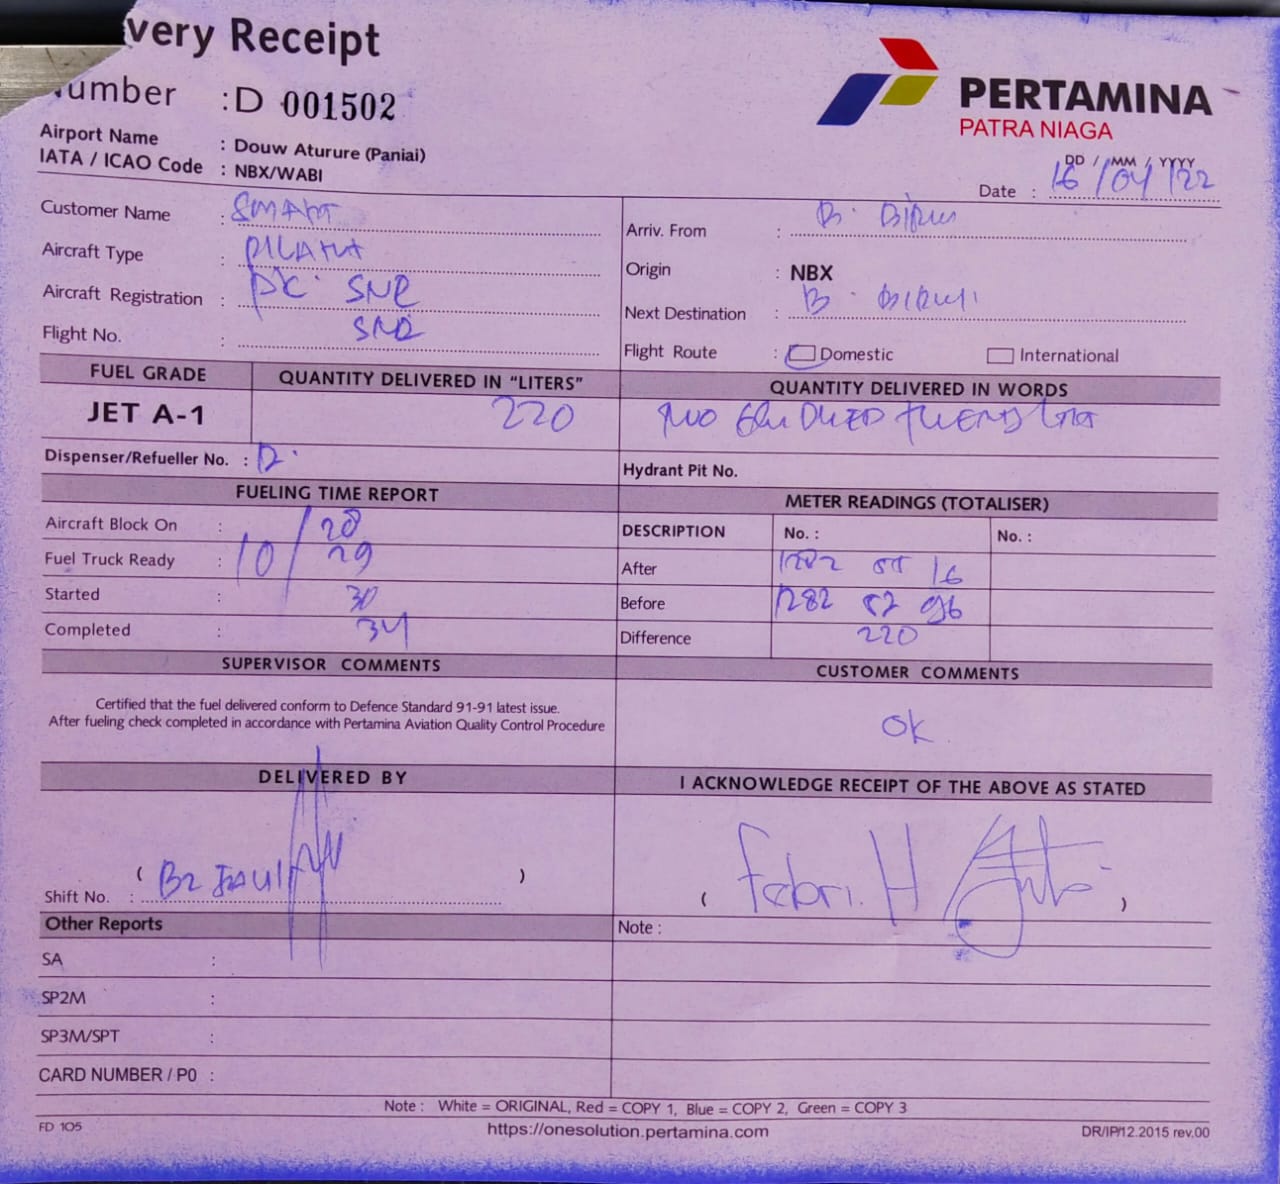 very Receipt
umber : D 001502
PERTAMINA
PATRA NIAGA
Airport Name : Douw Aturure (Paniai)
IATA / ICAO Code : NBX/WABI
DD / MM / YYYY
Date : 16/04/22
Customer Name : SMART
Aircraft Type :
Aircraft Registration : PK. SNR
Flight No. : SNR
Arriv. From :
Origin : NBX
Next Destination :
Flight Route : Domestic International
FUEL GRADE QUANTITY DELIVERED IN "LITERS" QUANTITY DELIVERED IN WORDS
JET A-1 220
Dispenser/Refueller No. :
Hydrant Pit No.
FUELING TIME REPORT
METER READINGS (TOTALISER)
Aircraft Block On : 10 / 28
Fuel Truck Ready : 29
Started : 30
Completed : 34
DESCRIPTION No. : No. :
After 16
Before 1282 87 96
Difference 220
SUPERVISOR COMMENTS
CUSTOMER COMMENTS
Certified that the fuel delivered conform to Defence Standard 91-91 latest issue.
After fueling check completed in accordance with Pertamina Aviation Quality Control Procedure
OK
DELIVERED BY
I ACKNOWLEDGE RECEIPT OF THE ABOVE AS STATED
( )
Shift No. :
( Febri. H )
Other Reports
Note :
SA :
SP2M :
SP3M/SPT :
CARD NUMBER / P0 :
Note : White = ORIGINAL, Red = COPY 1, Blue = COPY 2, Green = COPY 3
FD 105
https://onesolution.pertamina.com
DR/IP/12.2015 rev.00